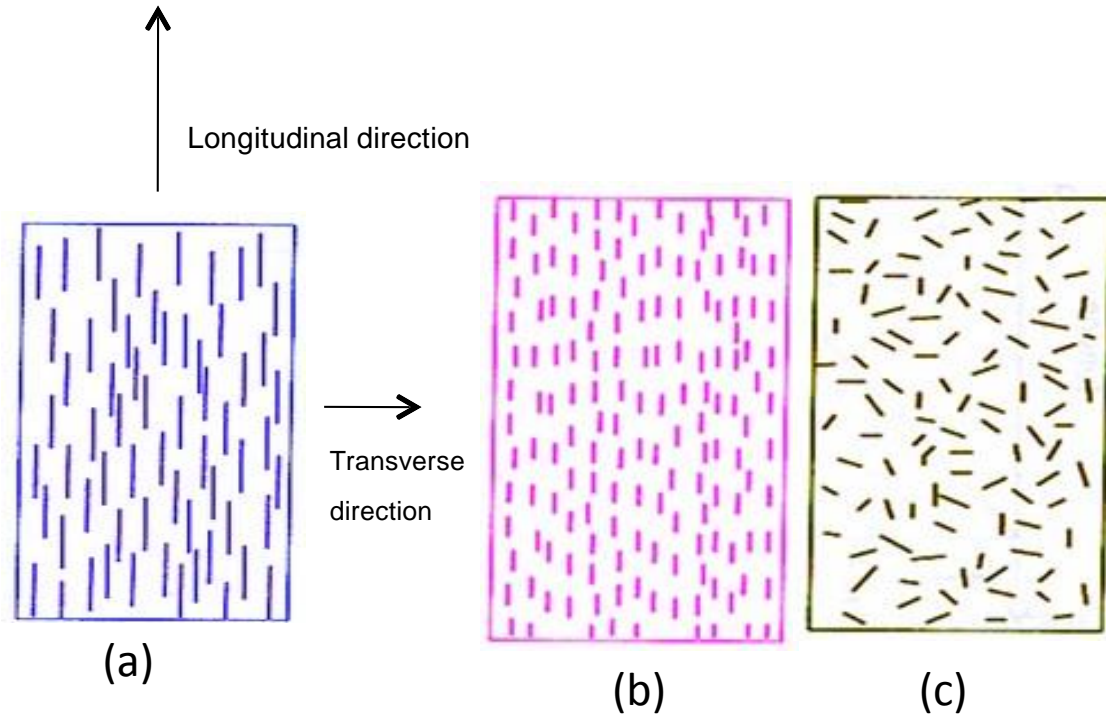 Longitudinal direction
Transverse
direction
(a)
(b)
(c)